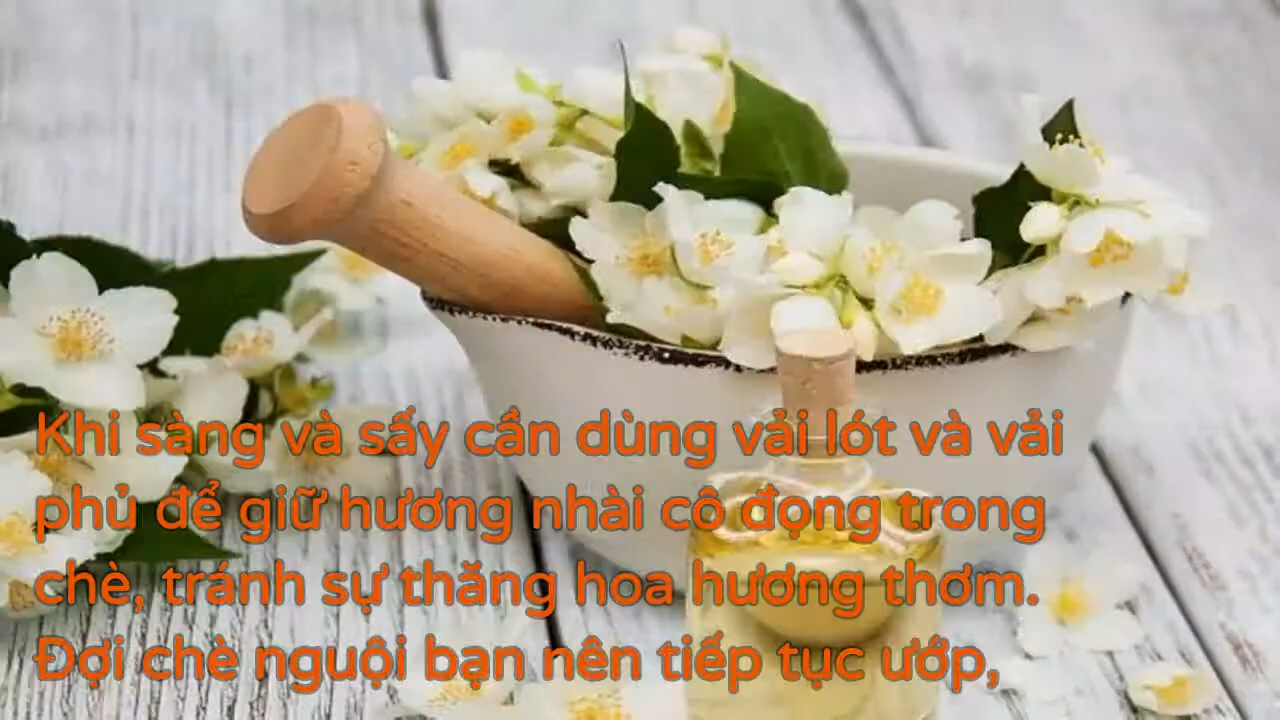 Khi sàng và sấy cần dùng vải lót và vải
phủ để giữ hương nhài cô đọng trong
chè, tránh sự thăng hoa hương thơm.
Đợi chè nguội bạn nên tiếp tục ướp,